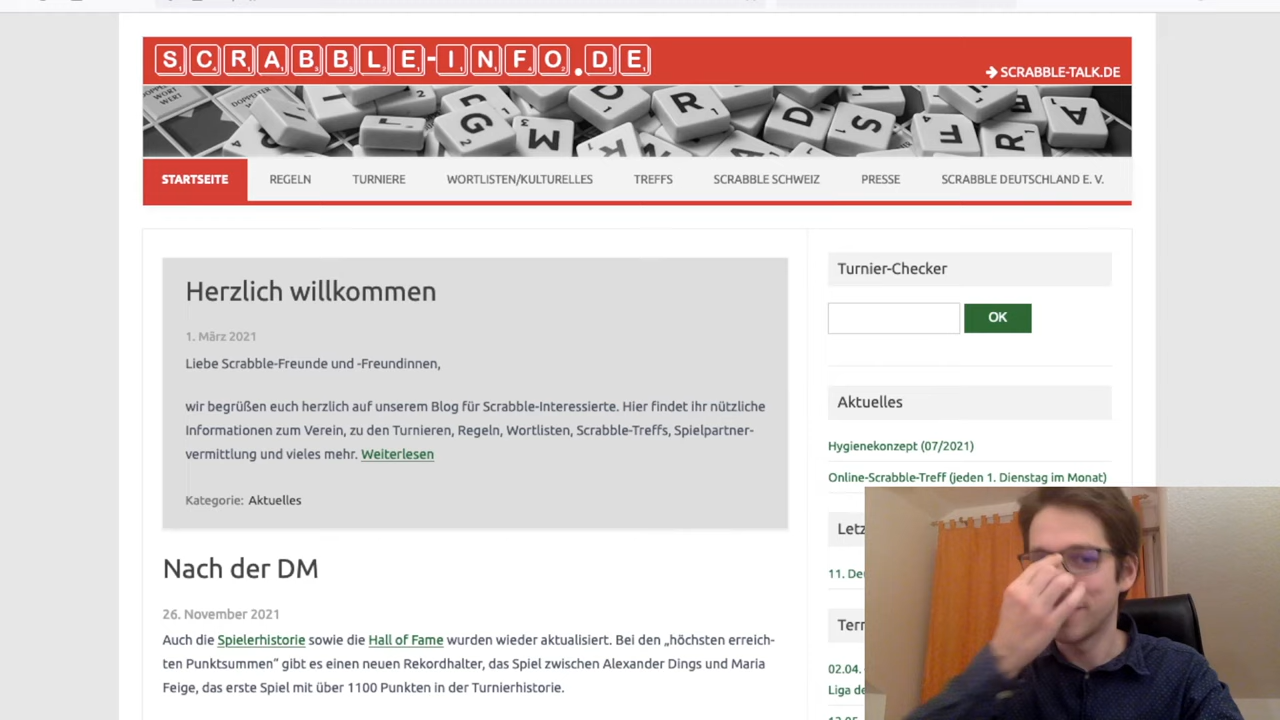 SCRABBLE-INFO.DE
SCRABBLE-TALK.DE
STARTSEITE
REGELN
TURNIERE
WORTLISTEN/KULTURELLES
TREFFS
SCRABBLE SCHWEIZ
PRESSE
SCRABBLE DEUTSCHLAND E. V.
Herzlich willkommen
1. März 2021
Liebe Scrabble-Freunde und -Freundinnen,
wir begrüßen euch herzlich auf unserem Blog für Scrabble-Interessierte. Hier findet ihr nützliche
Informationen zum Verein, zu den Turnieren, Regeln, Wortlisten, Scrabble-Treffs, Spielpartner-
vermittlung und vieles mehr. Weiterlesen
Kategorie: Aktuelles
Nach der DM
26. November 2021
Auch die Spielerhistorie sowie die Hall of Fame wurden wieder aktualisiert. Bei den „höchsten erreich-
ten Punktsummen“ gibt es einen neuen Rekordhalter, das Spiel zwischen Alexander Dings und Maria
Feige, das erste Spiel mit über 1100 Punkten in der Turnierhistorie.
Turnier-Checker
OK
Aktuelles
Hygienekonzept (07/2021)
Online-Scrabble-Treff (jeden 1. Dienstag im Monat)
11.
02.04.
Liga